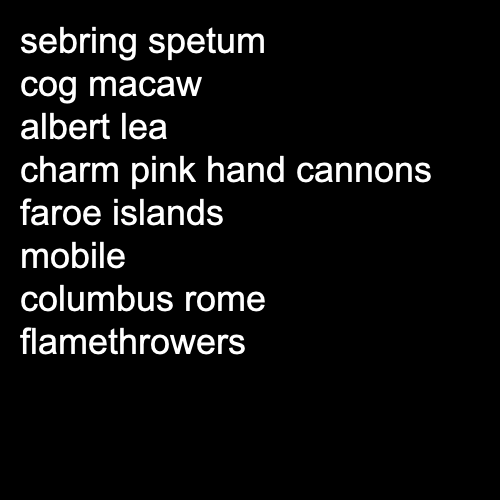 sebring spetum
cog macaw
albert lea
charm pink hand cannons
faroe islands
mobile
columbus rome
flamethrowers